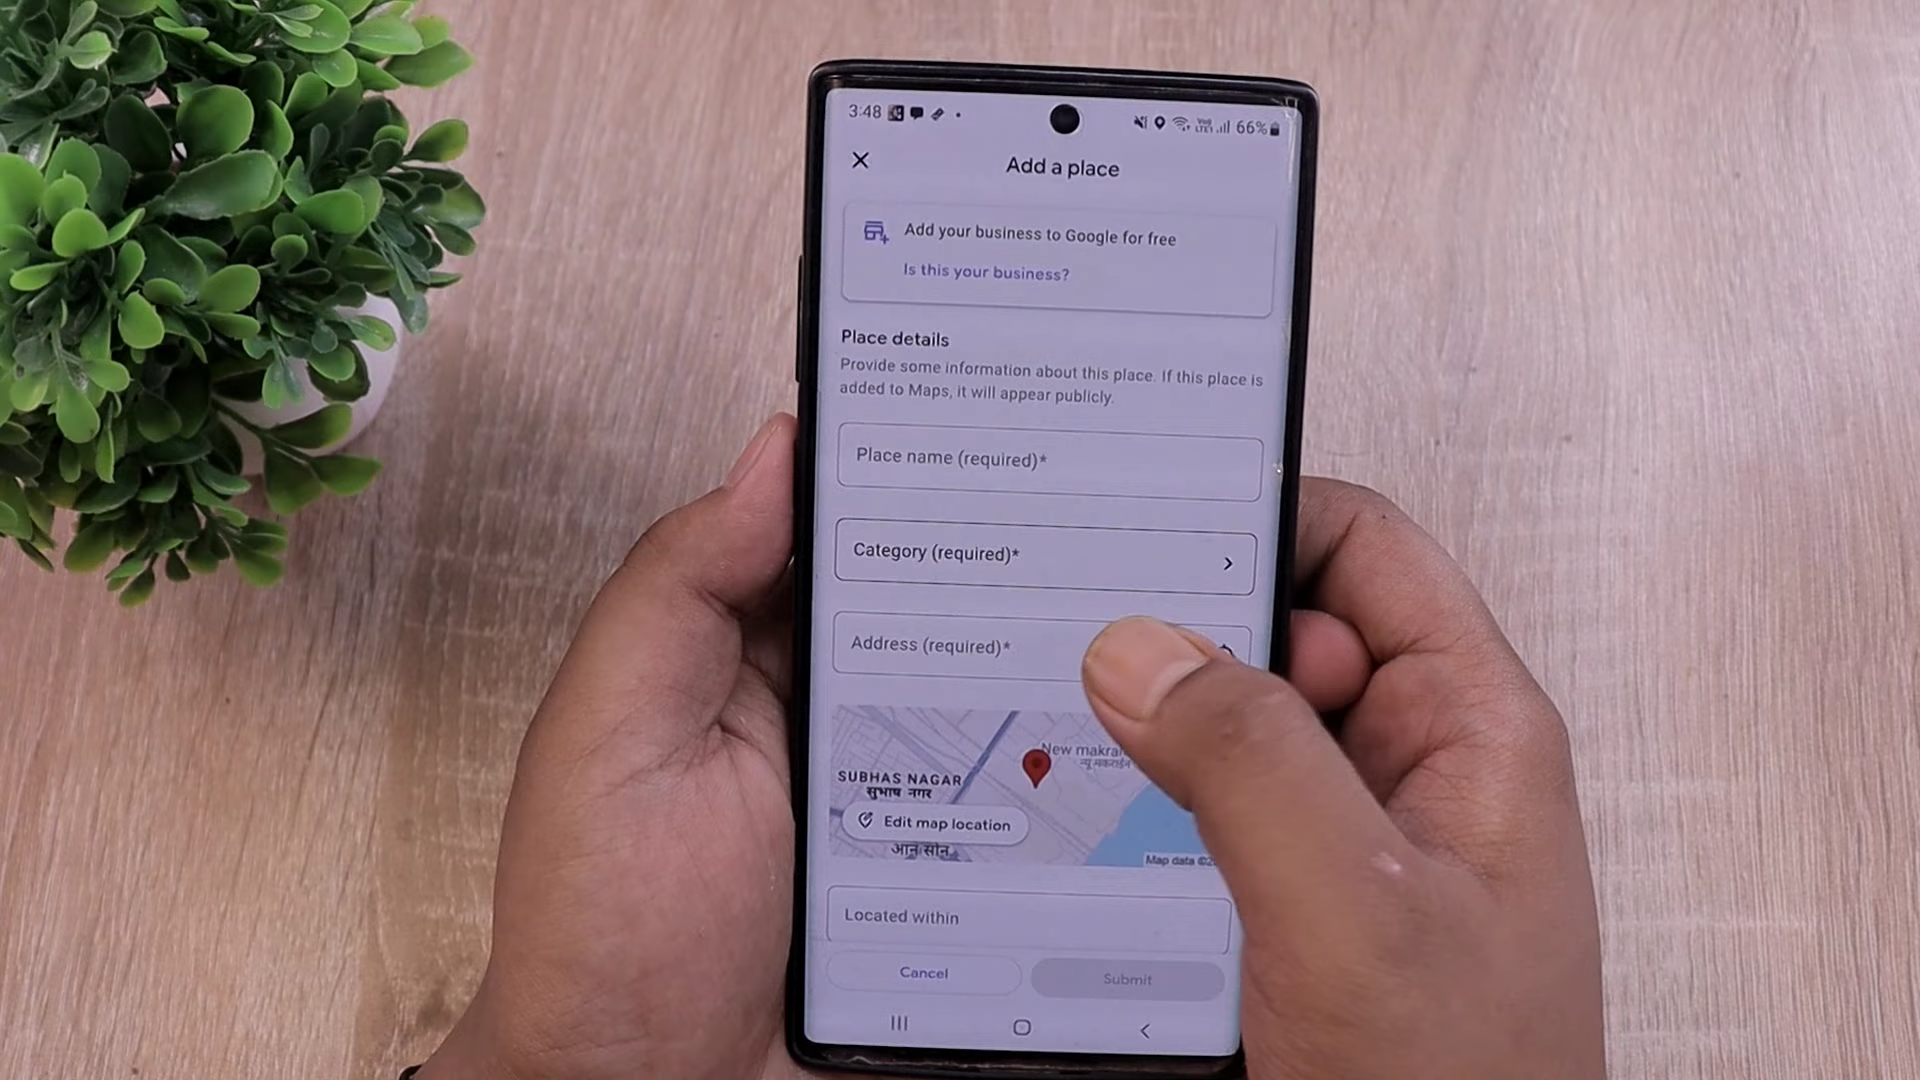 3:48
66%
Add a place
Add your business to Google for free
Is this your business?
Place details
Provide some information about this place. If this place is
added to Maps, it will appear publicly.
Place name (required)*
Category (required)*
Address (required)*
New
SUBHAS NAGAR
सुभाष नगर
Edit map location
Map data
Located within
Cancel
Submit